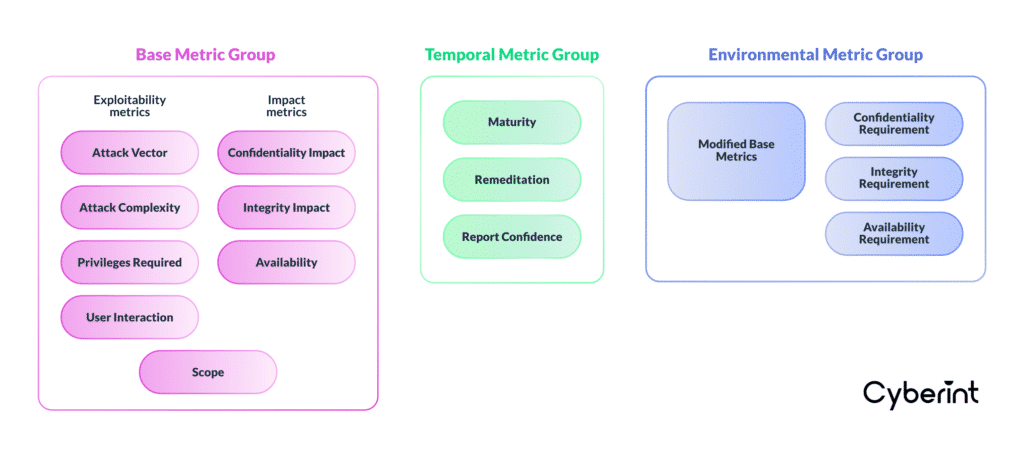 Base Metric Group
Exploitability
metrics
Attack Vector
Attack Complexity
Privileges Required
User Interaction
Impact
metrics
Confidentiality Impact
Integrity Impact
Availability
Scope
Temporal Metric Group
Maturity
Remeditation
Report Confidence
Environmental Metric Group
Modified Base
Metrics
Confidentiality
Requirement
Integrity
Requirement
Availability
Requirement
Cyberint